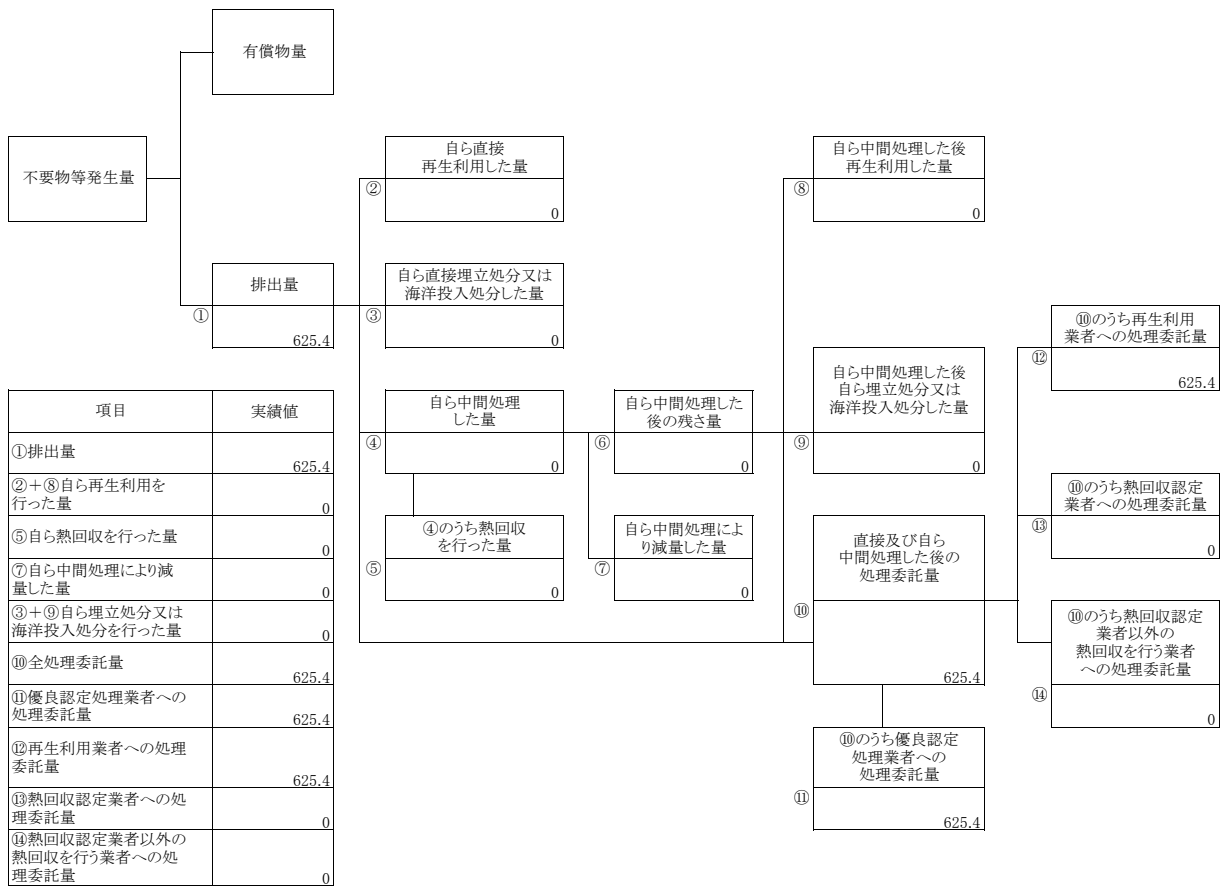 有償物量
不要物等発生量
排出量
①
625.4
自ら直接
再生利用した量
②
0
自ら直接埋立処分又は
海洋投入処分した量
③
0
自ら中間処理
した量
④
0
④のうち熱回収
を行った量
⑤
0
自ら中間処理した
後の残さ量
⑥
0
自ら中間処理によ
り減量した量
⑦
0
自ら中間処理した後
再生利用した量
⑧
0
自ら中間処理した後
自ら埋立処分又は
海洋投入処分した量
⑨
0
直接及び自ら
中間処理した後の
処理委託量
⑩
625.4
⑩のうち優良認定
処理業者への
処理委託量
⑪
625.4
⑩のうち再生利用
業者への処理委託量
⑫
625.4
⑩のうち熱回収認定
業者への処理委託量
⑬
0
⑩のうち熱回収認定
業者以外の
熱回収を行う業者
への処理委託量
⑭
0
項目 実績値
①排出量 625.4
②＋⑧自ら再生利用を
行った量 0
⑤自ら熱回収を行った量 0
⑦自ら中間処理により減
量した量 0
③＋⑨自ら埋立処分又は
海洋投入処分を行った量 0
⑩全処理委託量 625.4
⑪優良認定処理業者への
処理委託量 625.4
⑫再生利用業者への処理
委託量 625.4
⑬熱回収認定業者への処
理委託量 0
⑭熱回収認定業者以外の
熱回収を行う業者への処
理委託量 0